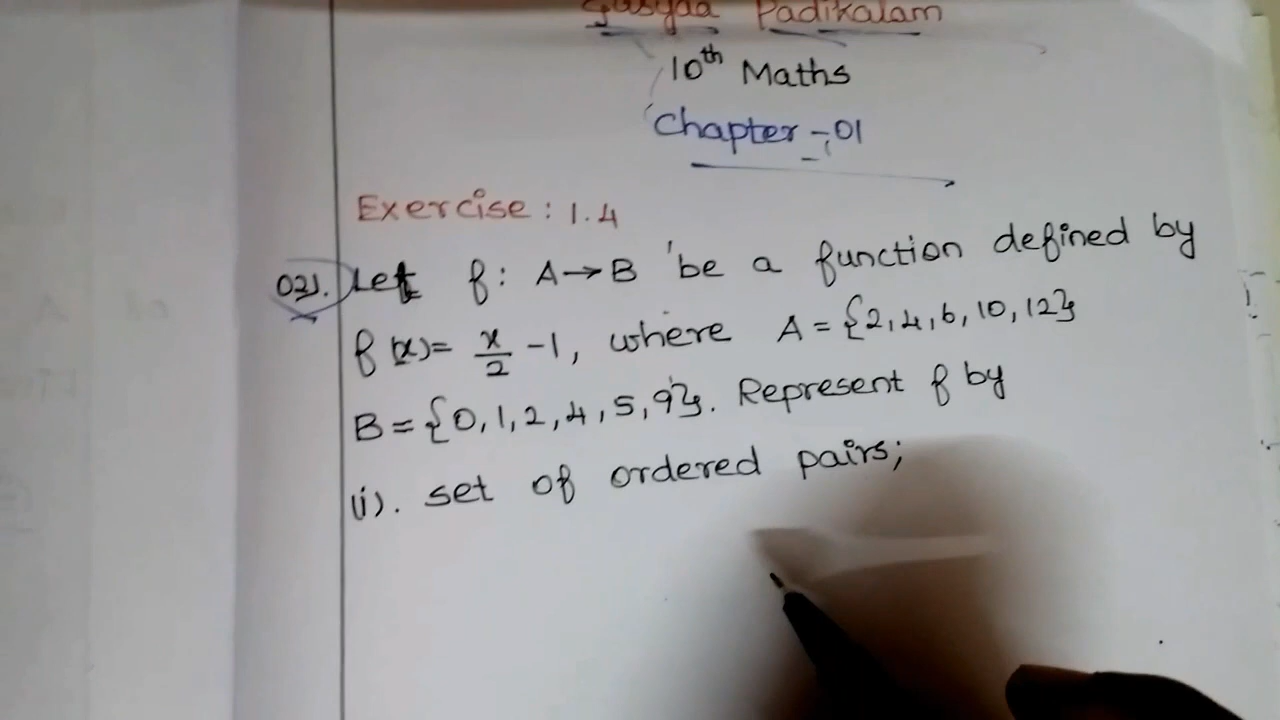 Padikalam
10th Maths
Chapter - 01
Exercise : 1.4
02). Let f : A → B be a function defined by
f(x) = x/2 - 1, where A = {2, 4, 6, 10, 12}
B = {0, 1, 2, 4, 5, 9}. Represent f by
(i). set of ordered pairs;